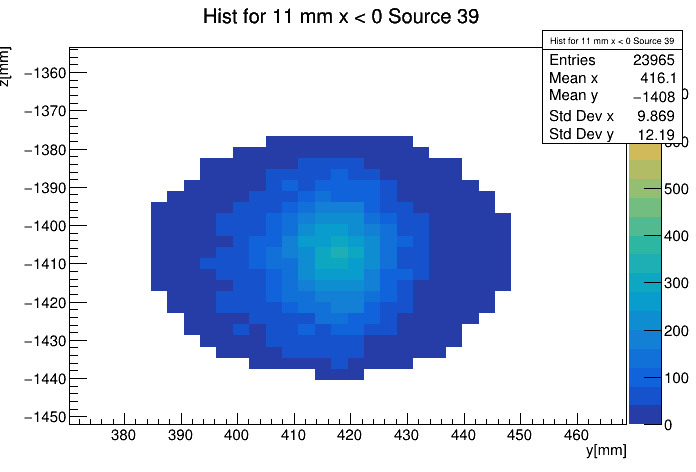 Hist for 11 mm x < 0 Source 39
z[mm]
Hist for 11 mm x < 0 Source 39
Entries 23965
Mean x 416.1
Mean y −1408
Std Dev x 9.869
Std Dev y 12.19
−1360
−1370
−1380
−1390
−1400
−1410
−1420
−1430
−1440
−1450
500
400
300
200
100
0
380 390 400 410 420 430 440 450 460
y[mm]